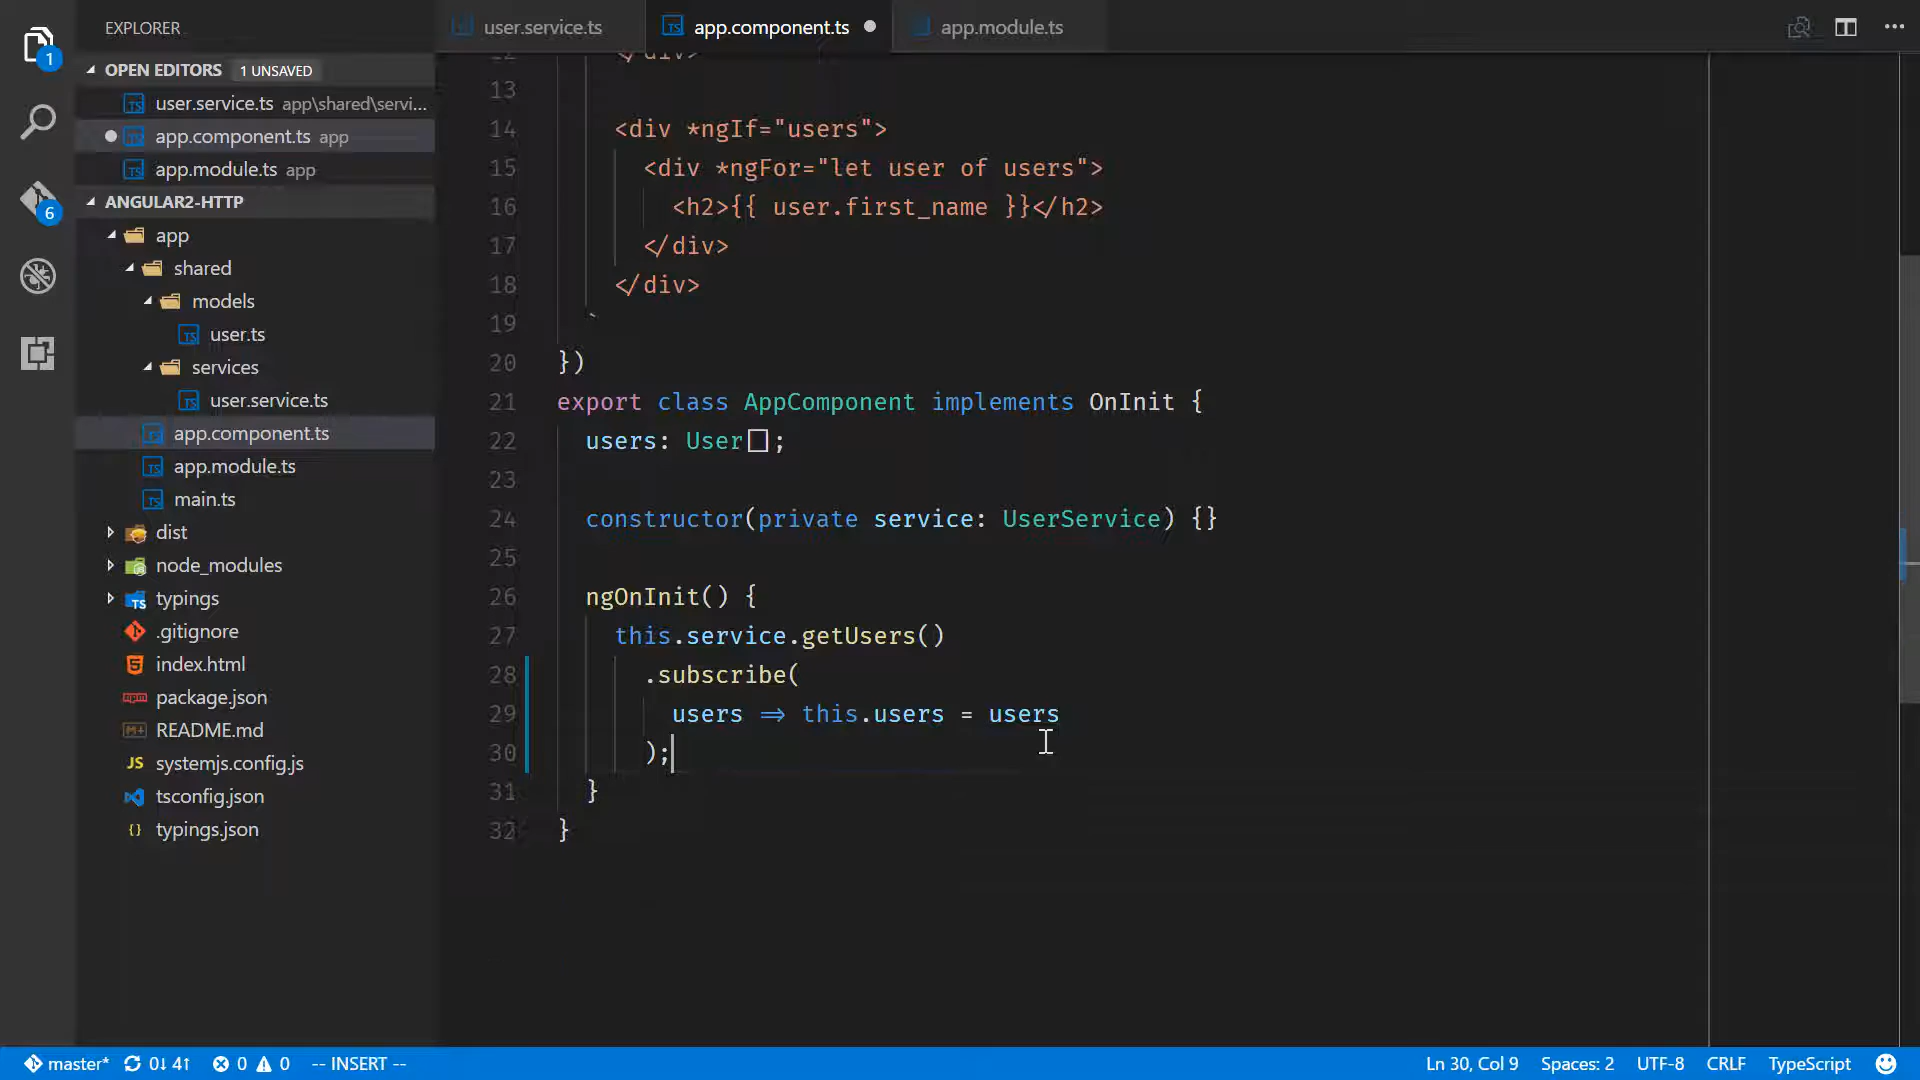 EXPLORER
OPEN EDITORS 1 UNSAVED
user.service.ts app\shared\servi...
app.component.ts app
app.module.ts app
ANGULAR2-HTTP
app
shared
models
user.ts
services
user.service.ts
app.component.ts
app.module.ts
main.ts
dist
node_modules
typings
.gitignore
index.html
package.json
README.md
systemjs.config.js
tsconfig.json
typings.json
1
6
user.service.ts app.component.ts app.module.ts
12 </div>
13
14 <div *ngIf="users">
15 <div *ngFor="let user of users">
16 <h2>{{ user.first_name }}</h2>
17 </div>
18 </div>
19 `
20 })
21 export class AppComponent implements OnInit {
22 users: User[];
23
24 constructor(private service: UserService) {}
25
26 ngOnInit() {
27 this.service.getUsers()
28 .subscribe(
29 users => this.users = users
30 );
31 }
32 }
master* 0↓ 4↑ 0 0 -- INSERT -- Ln 30, Col 9 Spaces: 2 UTF-8 CRLF TypeScript